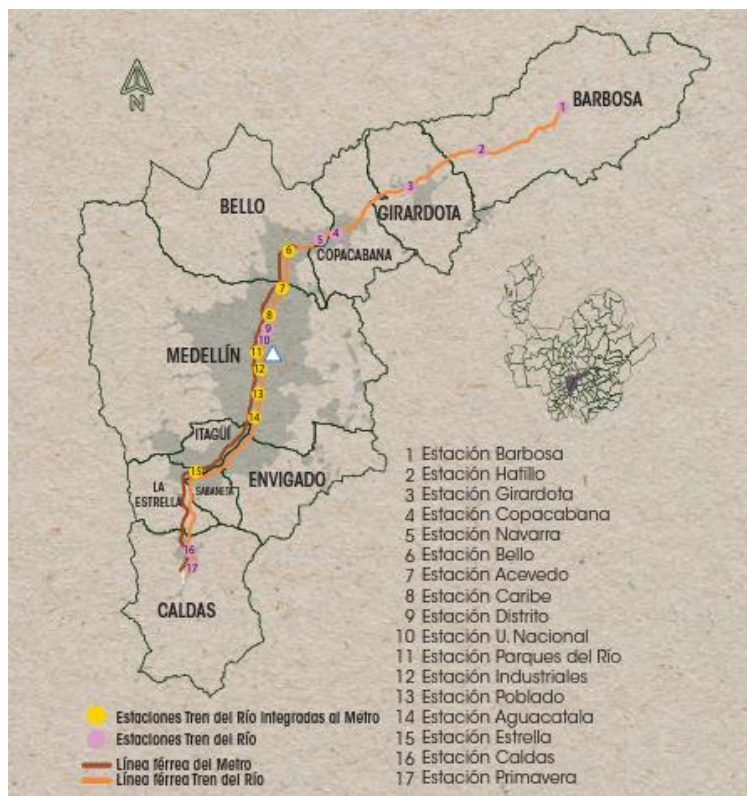 N
BARBOSA
1
2
3
GIRARDOTA
BELLO
4
5
COPACABANA
6
7
8
9
10
MEDELLÍN
11
12
13
14
ITAGÜÍ
15
ENVIGADO
LA
ESTRELLA
SABANETA
16
17
CALDAS
1 Estación Barbosa
2 Estación Hatillo
3 Estación Girardota
4 Estación Copacabana
5 Estación Navarra
6 Estación Bello
7 Estación Acevedo
8 Estación Caribe
9 Estación Distrito
10 Estación U. Nacional
11 Estación Parques del Río
12 Estación Industriales
13 Estación Poblado
14 Estación Aguacatala
15 Estación Estrella
16 Estación Caldas
17 Estación Primavera
Estaciones Tren del Río Integradas al Metro
Estaciones Tren del Río
Línea férrea del Metro
Línea férrea Tren del Río